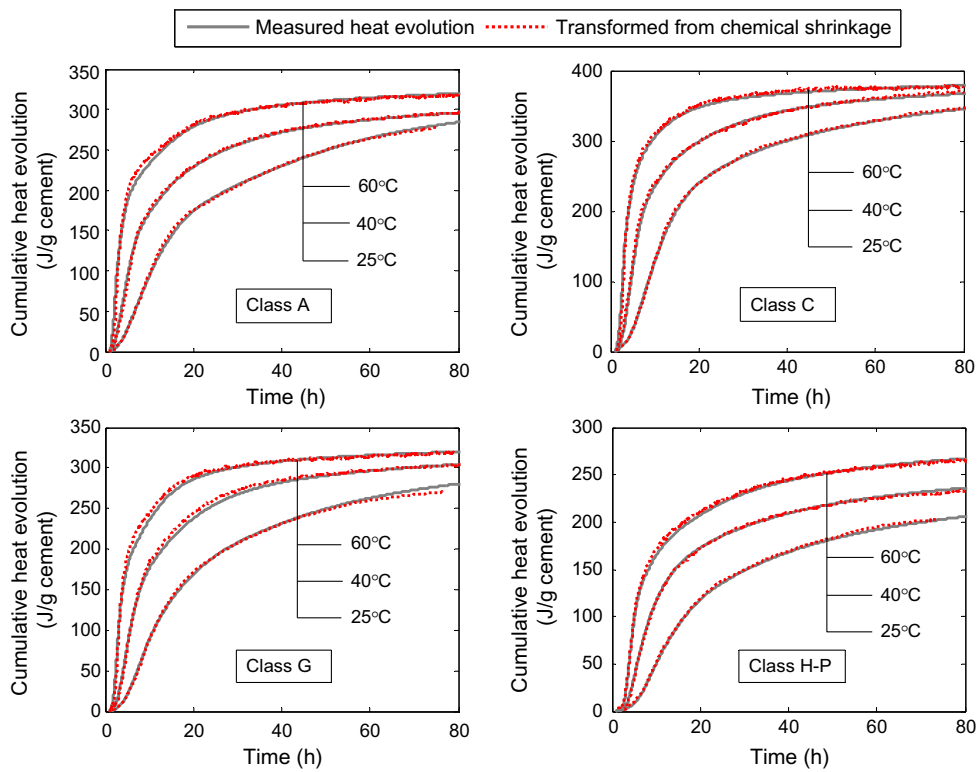 Measured heat evolution
Transformed from chemical shrinkage
Cumulative heat evolution
(J/g cement)
350
300
250
200
150
100
50
0
60°C
40°C
25°C
Class A
0
20
40
60
80
Time (h)
Cumulative heat evolution
(J/g cement)
400
300
200
100
0
60°C
40°C
25°C
Class C
0
20
40
60
80
Time (h)
Cumulative heat evolution
(J/g cement)
350
300
250
200
150
100
50
0
60°C
40°C
25°C
Class G
0
20
40
60
80
Time (h)
Cumulative heat evolution
(J/g cement)
300
250
200
150
100
50
0
60°C
40°C
25°C
Class H-P
0
20
40
60
80
Time (h)